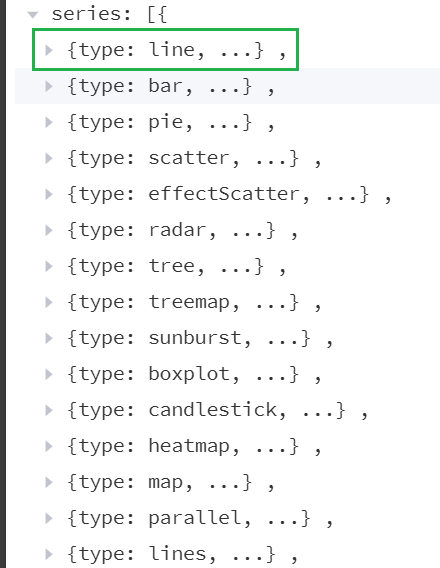 series: [{
{type: line, ...} ,
{type: bar, ...} ,
{type: pie, ...} ,
{type: scatter, ...} ,
{type: effectScatter, ...} ,
{type: radar, ...} ,
{type: tree, ...} ,
{type: treemap, ...} ,
{type: sunburst, ...} ,
{type: boxplot, ...} ,
{type: candlestick, ...} ,
{type: heatmap, ...} ,
{type: map, ...} ,
{type: parallel, ...} ,
{type: lines, ...} ,